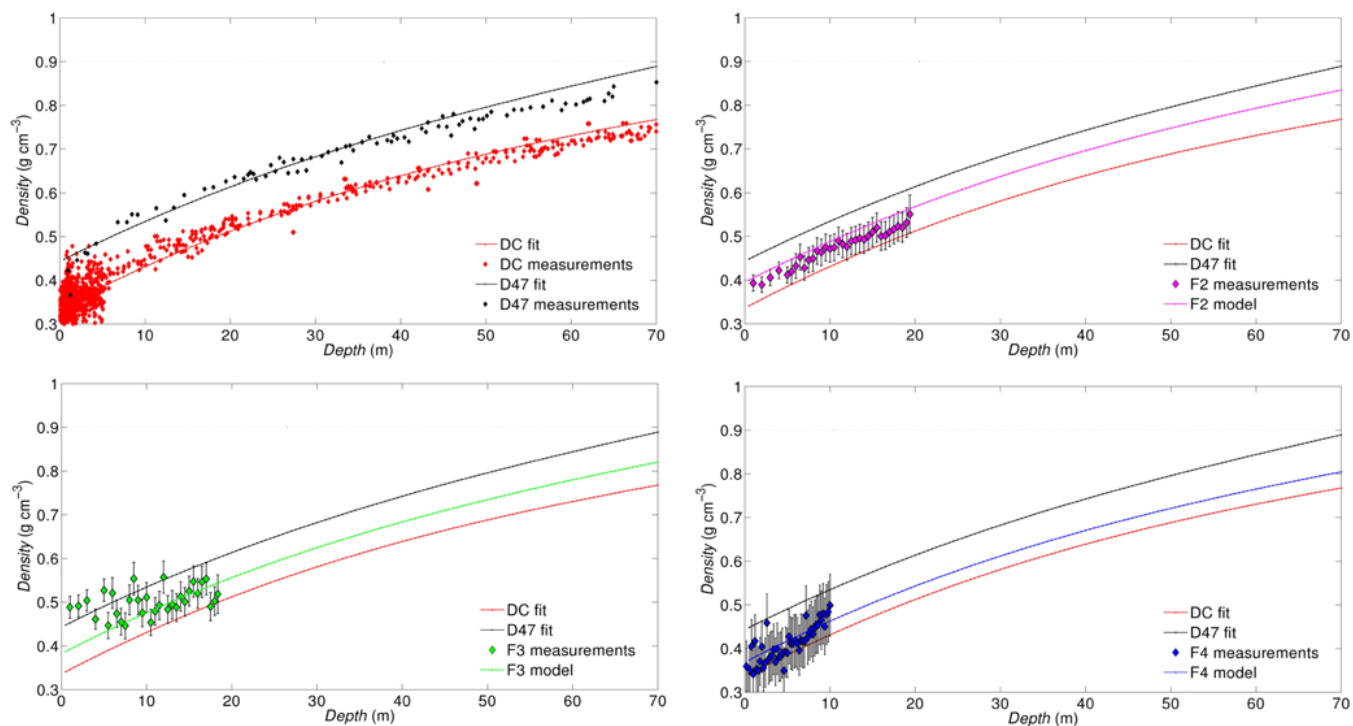 1
0.9
0.8
0.7
0.6
0.5
0.4
0.3
Density (g cm⁻³)
DC fit
DC measurements
D47 fit
D47 measurements
0 10 20 30 40 50 60 70
Depth (m)
1
0.9
0.8
0.7
0.6
0.5
0.4
0.3
Density (g cm⁻³)
DC fit
D47 fit
F2 measurements
F2 model
0 10 20 30 40 50 60 70
Depth (m)
1
0.9
0.8
0.7
0.6
0.5
0.4
0.3
Density (g cm⁻³)
DC fit
D47 fit
F3 measurements
F3 model
0 10 20 30 40 50 60 70
Depth (m)
1
0.9
0.8
0.7
0.6
0.5
0.4
0.3
Density (g cm⁻³)
DC fit
D47 fit
F4 measurements
F4 model
0 10 20 30 40 50 60 70
Depth (m)